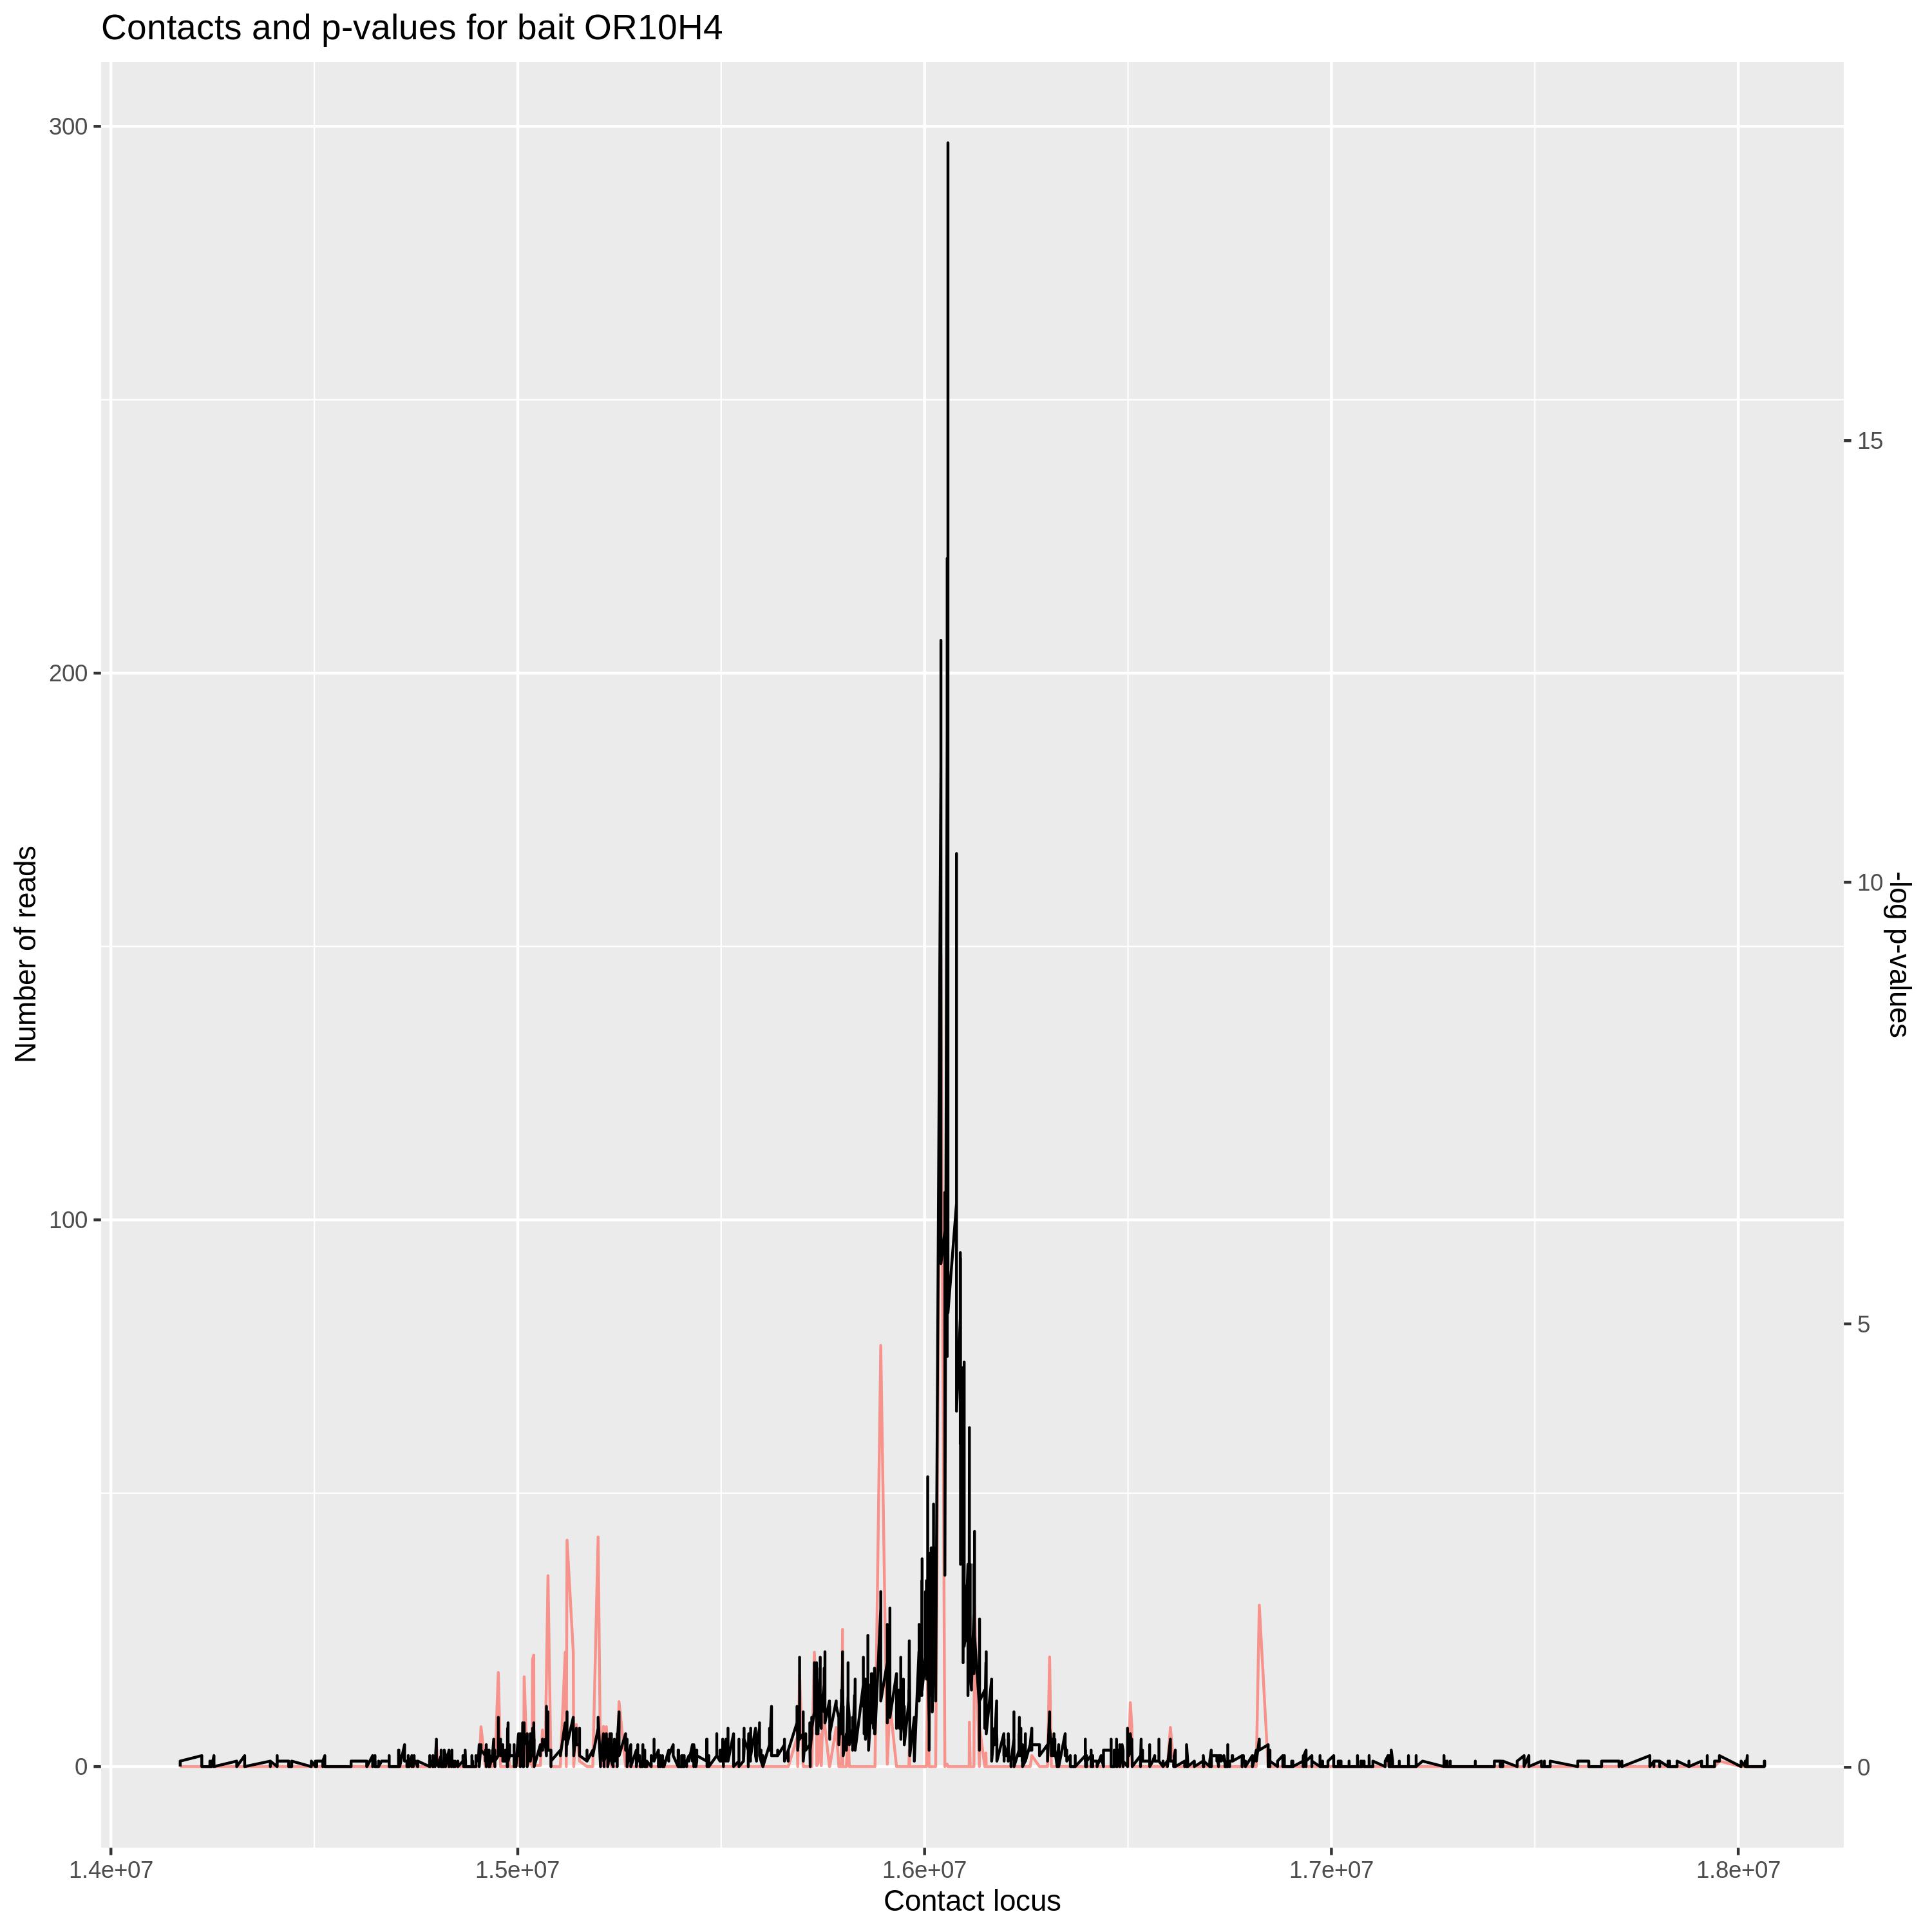 Contacts and p-values for bait OR10H4
300
200
100
0
Number of reads
15
10
5
0
-log p-values
1.4e+07
1.5e+07
1.6e+07
1.7e+07
1.8e+07
Contact locus